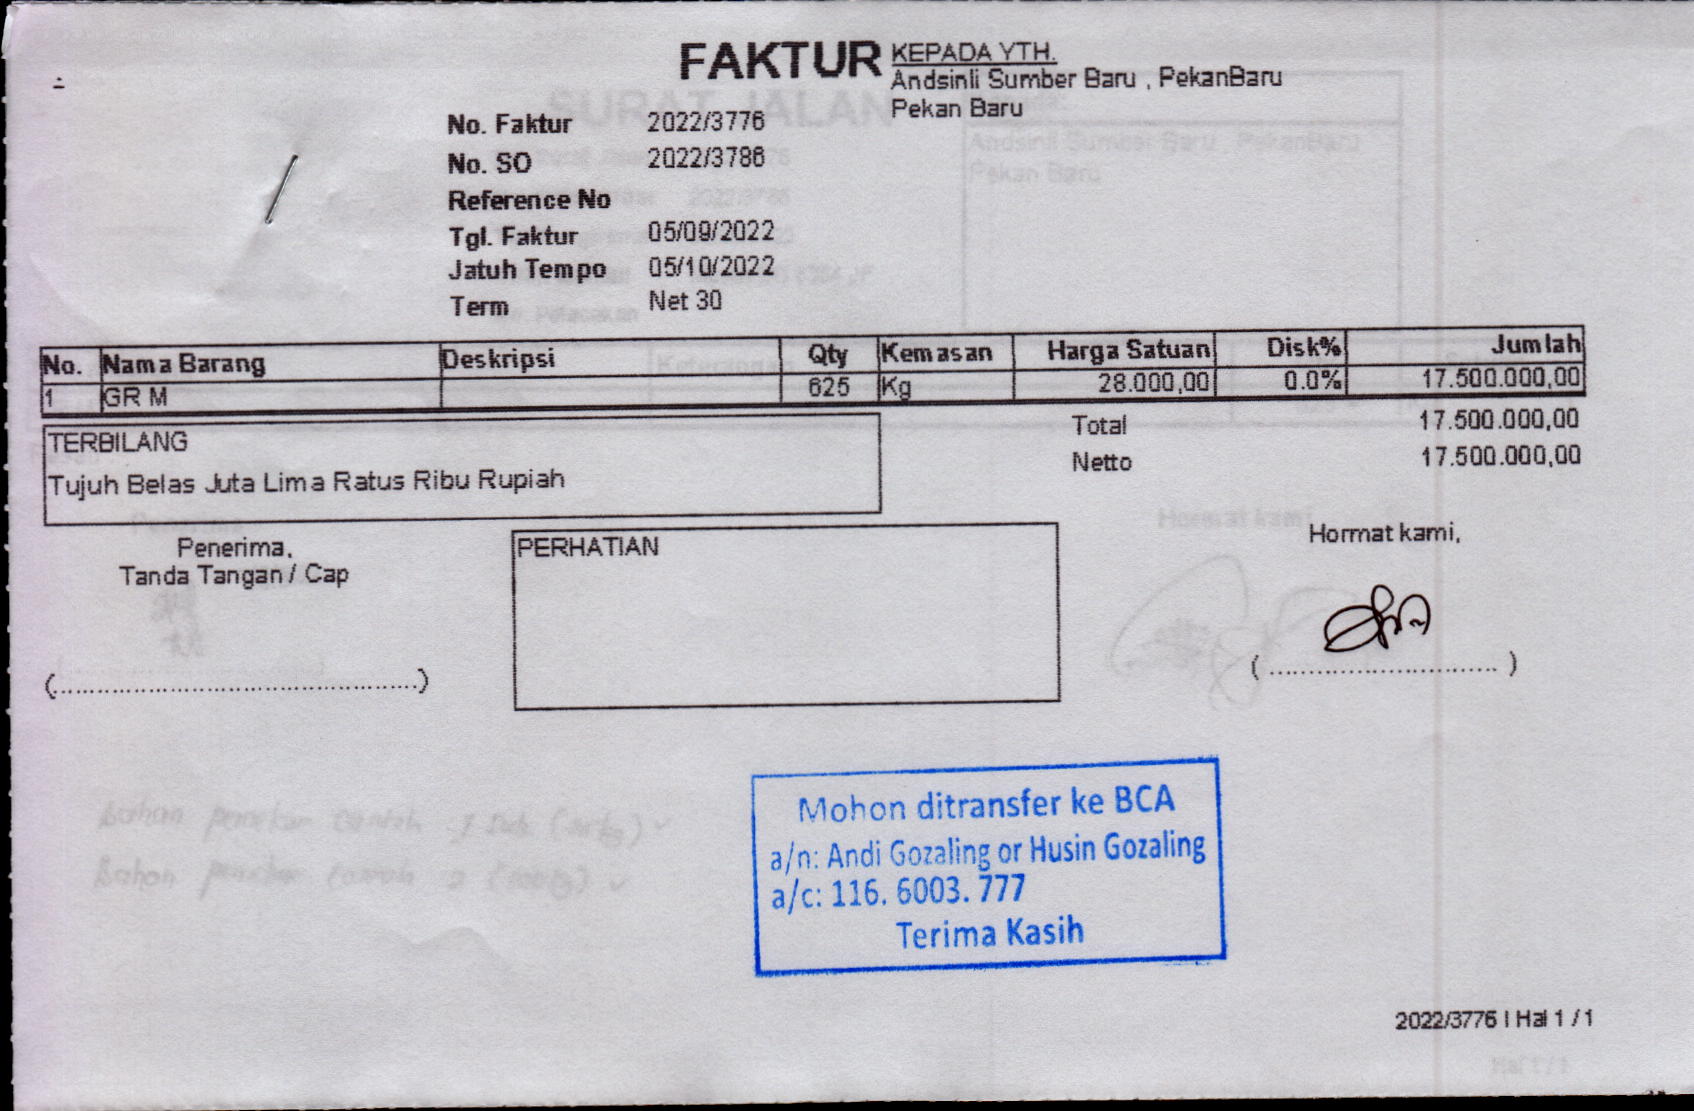 FAKTUR
KEPADA YTH.
Andsinli Sumber Baru , PekanBaru
Pekan Baru
No. Faktur 2022/3776
No. SO 2022/3786
Reference No
Tgl. Faktur 05/09/2022
Jatuh Tempo 05/10/2022
Term Net 30
No. Nama Barang Deskripsi Qty Kemasan Harga Satuan Disk% Jumlah
1 GR M 625 Kg 28.000,00 0.0% 17.500.000,00
TERBILANG
Tujuh Belas Juta Lima Ratus Ribu Rupiah
Total 17.500.000,00
Netto 17.500.000,00
Penerima,
Tanda Tangan / Cap
(.................................................)
PERHATIAN
Hormat kami,
( ............................... )
Mohon ditransfer ke BCA
a/n: Andi Gozaling or Husin Gozaling
a/c: 116. 6003. 777
Terima Kasih
2022/3776 | Hal 1 / 1